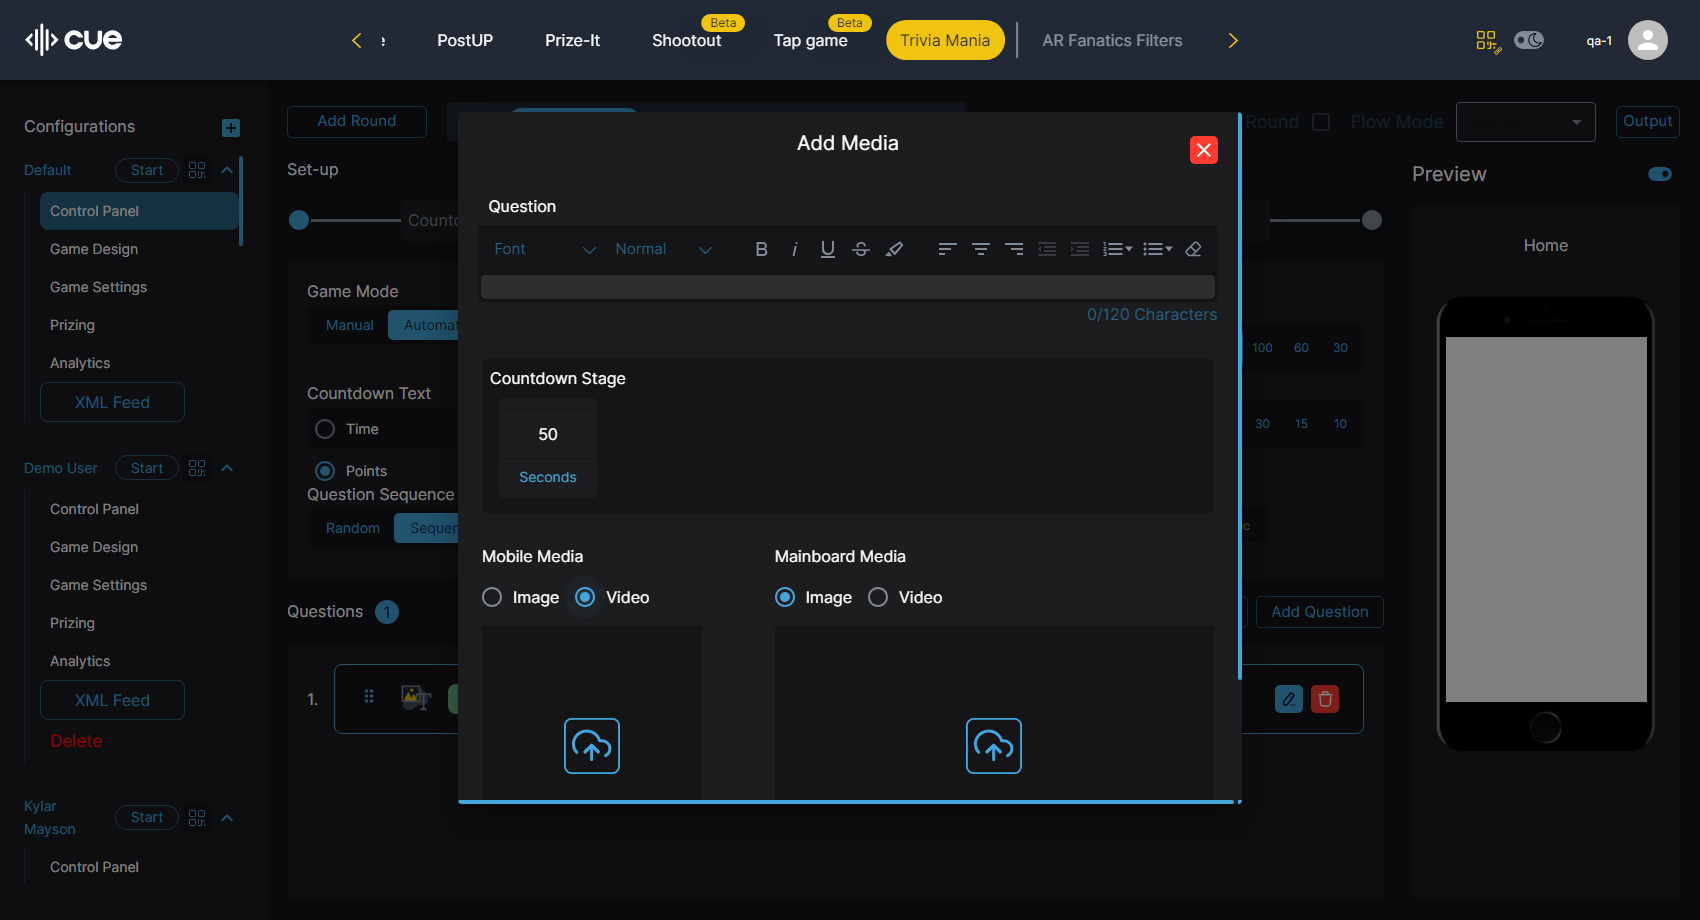 cue
e
PostUP
Prize-It
Beta
Shootout
Beta
Tap game
Trivia Mania
AR Fanatics Filters
qa-1
Configurations
Default
Start
Control Panel
Game Design
Game Settings
Prizing
Analytics
XML Feed
Demo User
Start
Control Panel
Game Design
Game Settings
Prizing
Analytics
XML Feed
Delete
Kylar
Mayson
Start
Control Panel
Add Round
Round
Flow Mode
Output
Set-up
Countd
Game Mode
Manual
Automat
Countdown Text
Time
Points
Question Sequence
Random
Sequen
100 60 30
30 15 10
Questions 1
Add Question
1.
Add Media
Question
Font
Normal
B i U S
0/120 Characters
Countdown Stage
50
Seconds
Mobile Media
Image
Video
Mainboard Media
Image
Video
Preview
Home